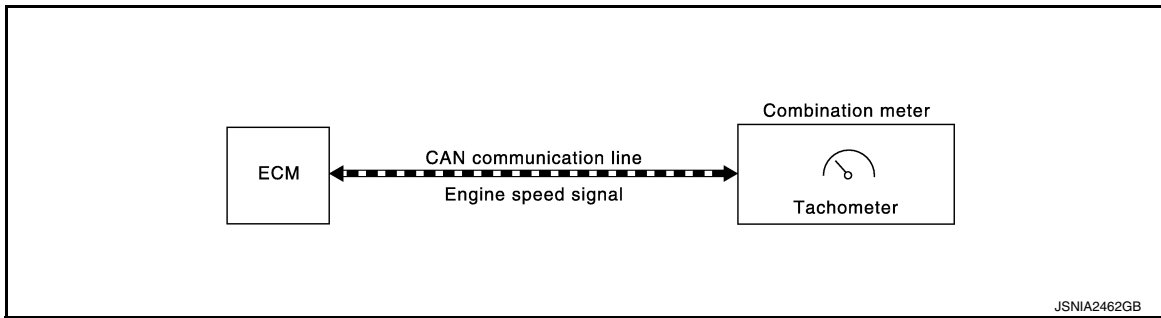 Combination meter
ECM
CAN communication line
Engine speed signal
Tachometer
JSNIA2462GB